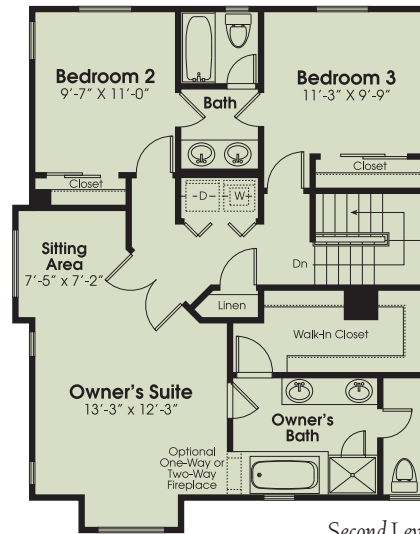 Bedroom 2
9'-7" X 11'-0"
Bath
Bedroom 3
11'-3" X 9'-9"
Closet
Closet
D
W
Sitting
Area
7'-5" x 7'-2"
Dn
Linen
Walk-In Closet
Owner's Suite
13'-3" x 12'-3"
Owner's
Bath
Optional
One-Way or
Two-Way
Fireplace
Second